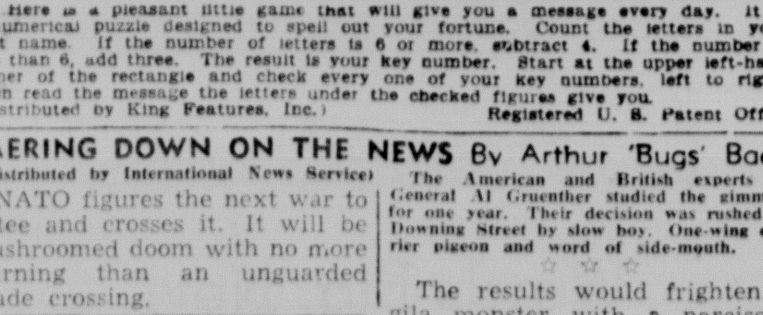 Here is a pleasant little game that will give you a message every day. It
umerical puzzle designed to spell out your fortune. Count the letters in y
t name. If the number of letters is 6 or more, subtract 4. If the number
than 6, add three. The result is your key number. Start at the upper left-ha
ner of the rectangle and check every one of your key numbers, left to rig
n read the message the letters under the checked figures give you.
stributed by King Features, Inc.)
Registered U. S. Patent Off
ERING DOWN ON THE NEWS By Arthur 'Bugs' Ba
istributed by International News Service)
NATO figures the next war to
tee and crosses it. It will be
ushroomed doom with no more
rning than an unguarded
ade crossing.
The American and British experts
General Al Gruenther studied the gimm
for one year. Their decision was rushed
Downing Street by slow boy. One-wing
rier pigeon and word of side-mouth.
The results would frighten
gila monster with a